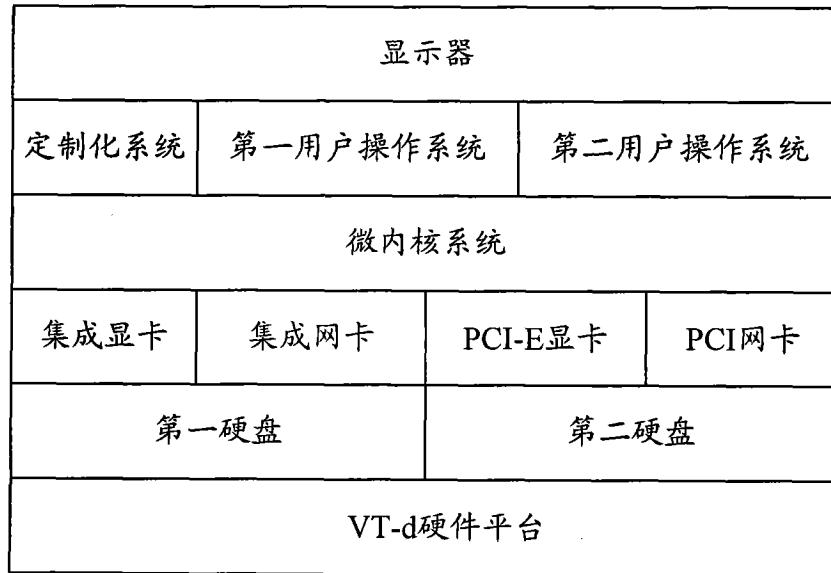 显示器
定制化系统 第一用户操作系统 第二用户操作系统
微内核系统
集成显卡 集成网卡 PCI-E显卡 PCI网卡
第一硬盘 第二硬盘
VT-d硬件平台